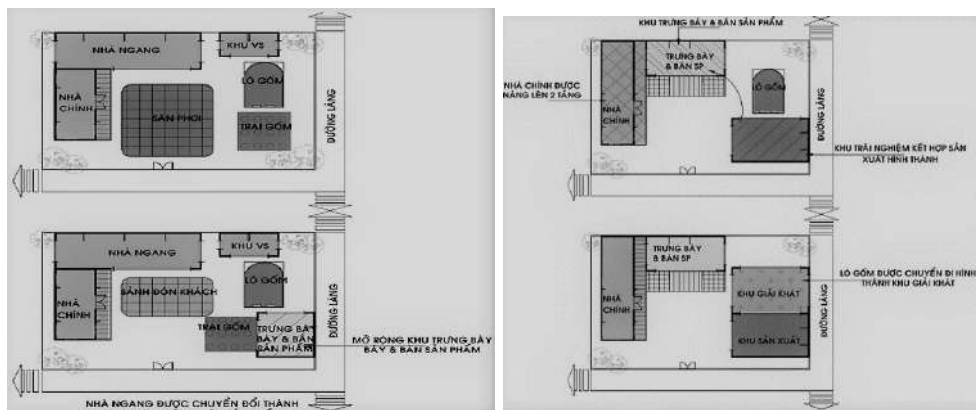 NHÀ NGANG
KHU VS
LÒ GỐM
NHÀ
CHÍNH
SÂN PHƠI
TRẠI GỐM
ĐƯỜNG LÀNG
NHÀ NGANG
KHU VS
LÒ GỐM
NHÀ
CHÍNH
SẢNH ĐÓN KHÁCH
TRẠI GỐM
TRƯNG BÀY
BÀY & BÁN
SẢN PHẨM
ĐƯỜNG LÀNG
MỞ RỘNG KHU TRƯNG BÀY
BÀY & BÁN SẢN PHẨM
NHÀ NGANG ĐƯỢC CHUYỂN ĐỔI THÀNH
KHU TRƯNG BÀY & BÁN SẢN PHẨM
TRƯNG BÀY
& BÁN SP
LÒ GỐM
NHÀ CHÍNH ĐƯỢC
NÂNG LÊN 2 TẦNG
NHÀ
CHÍNH
ĐƯỜNG LÀNG
KHU TRẢI NGHIỆM KẾT HỢP SẢN
XUẤT HÌNH THÀNH
TRƯNG BÀY
& BÁN SP
NHÀ
CHÍNH
KHU GIẢI KHÁT
KHU SẢN XUẤT
ĐƯỜNG LÀNG
LÒ GỐM ĐƯỢC CHUYỂN ĐI HÌNH
THÀNH KHU GIẢI KHÁT